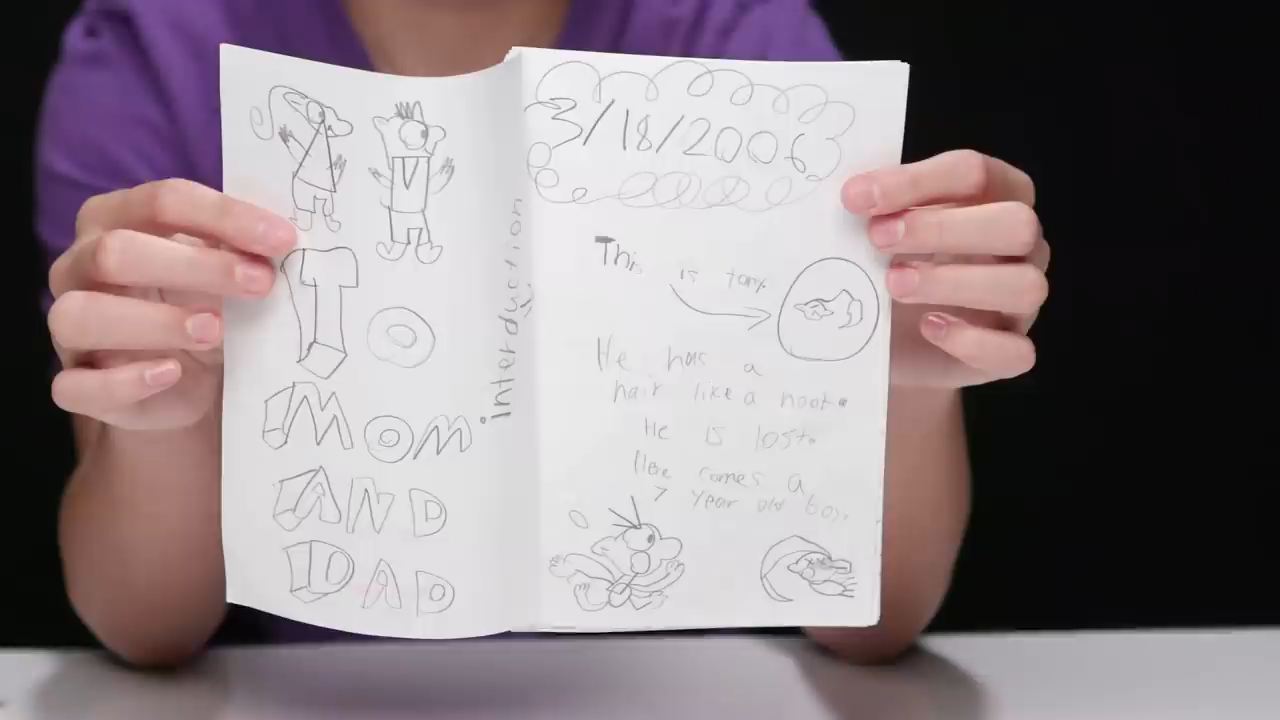 TO
MOM
AND
DAD
interduction
3/18/2006
This is tony
He has a
hair like a noot.
He is lost.
Here comes a
7 year old boy.